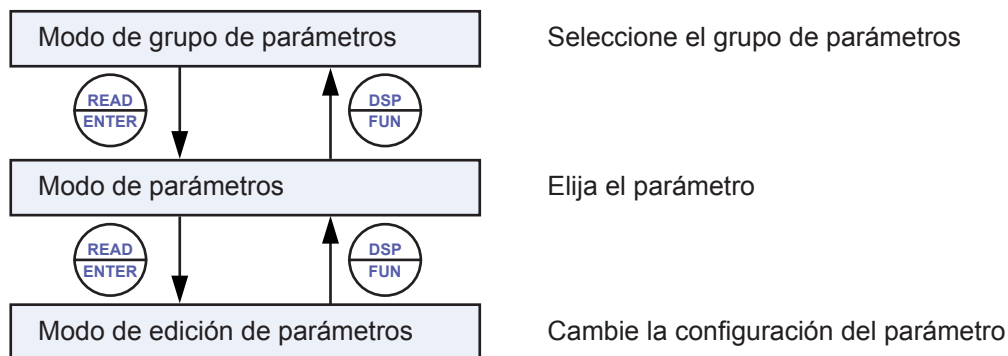 Modo de grupo de parámetros
Seleccione el grupo de parámetros
READ
ENTER
DSP
FUN
Modo de parámetros
Elija el parámetro
READ
ENTER
DSP
FUN
Modo de edición de parámetros
Cambie la configuración del parámetro